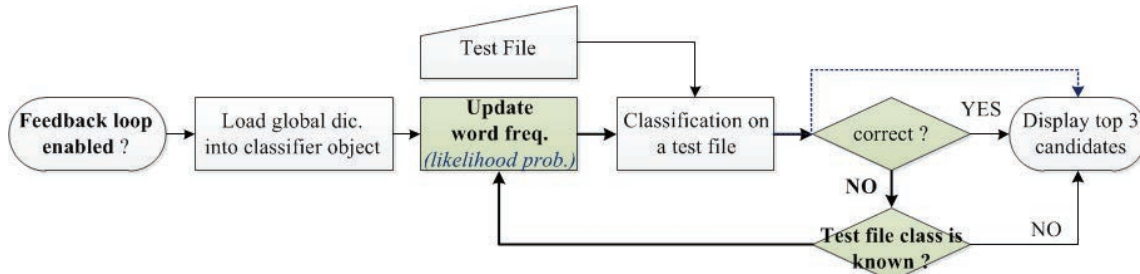 Test File
Feedback loop
enabled ?
Load global dic.
into classifier object
Update
word freq.
(likelihood prob.)
Classification on
a test file
correct ?
YES
Display top 3
candidates
NO
Test file class is
known ?
NO